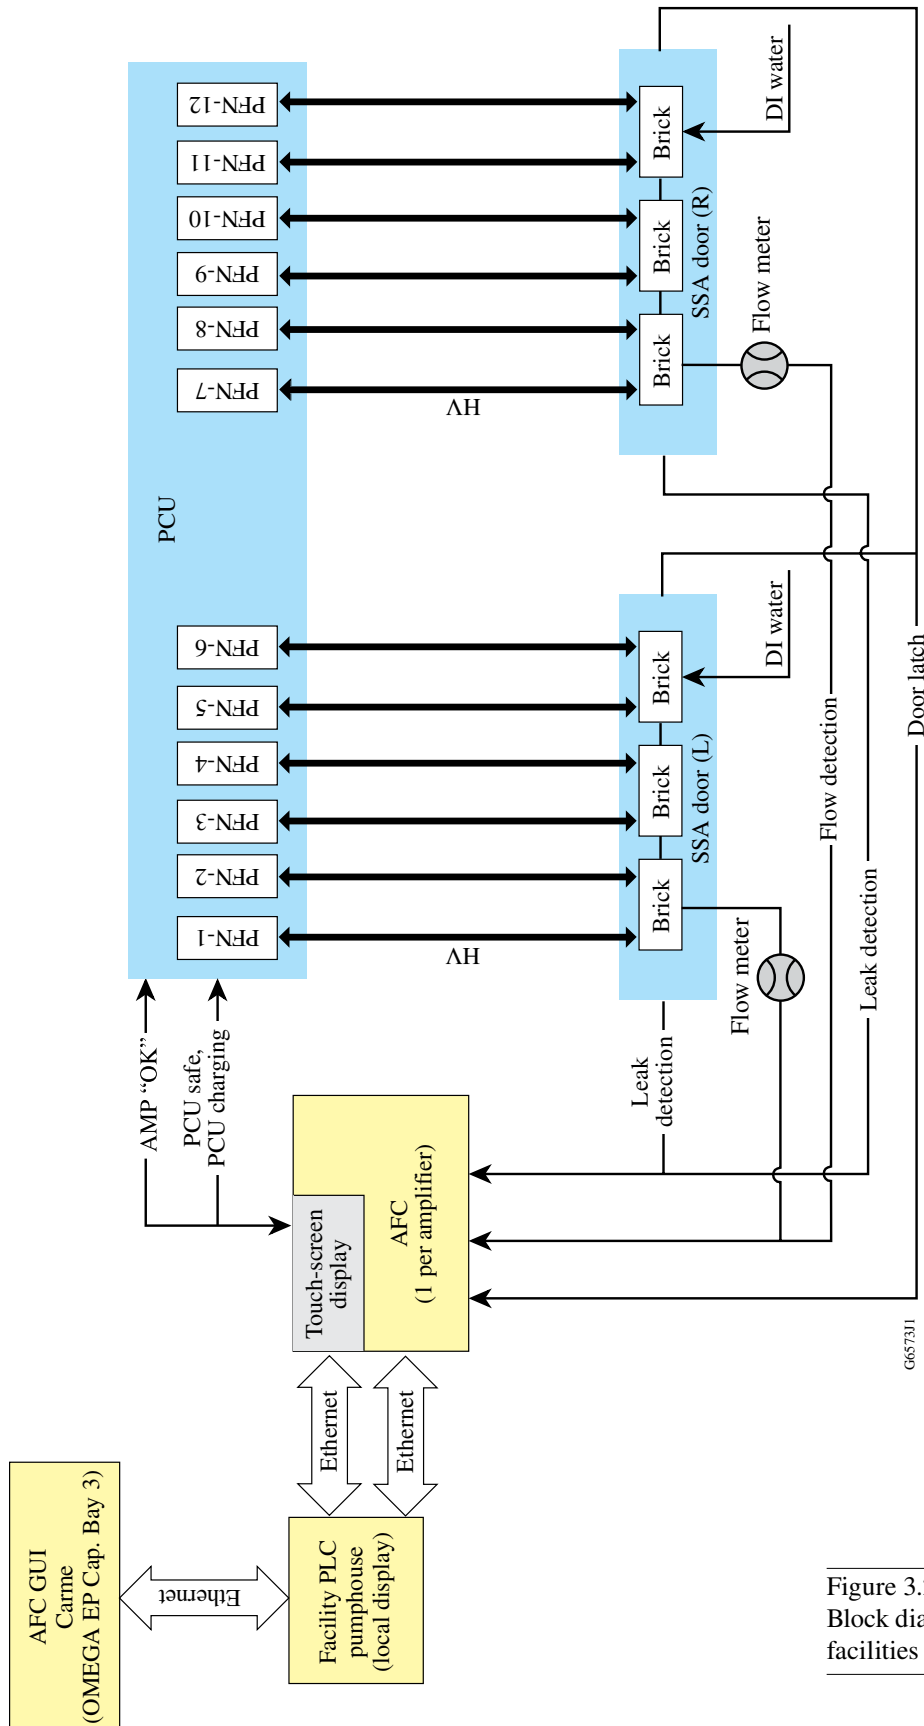 AFC GUI
Carme
(OMEGA EP Cap. Bay 3)
Ethernet
Facility PLC
pumphouse
(local display)
Ethernet
Ethernet
Touch-screen
display
AFC
(1 per amplifier)
AMP “OK”
PCU safe,
PCU charging
PCU
PFN-1
PFN-2
PFN-3
PFN-4
PFN-5
PFN-6
PFN-7
PFN-8
PFN-9
PFN-10
PFN-11
PFN-12
HV
HV
Brick
Brick
Brick
SSA door (L)
Brick
Brick
Brick
SSA door (R)
DI water
DI water
Flow meter
Flow meter
Leak
detection
Flow detection
Leak detection
Door latch
G6573J1
Figure 3.
Block dia
facilities